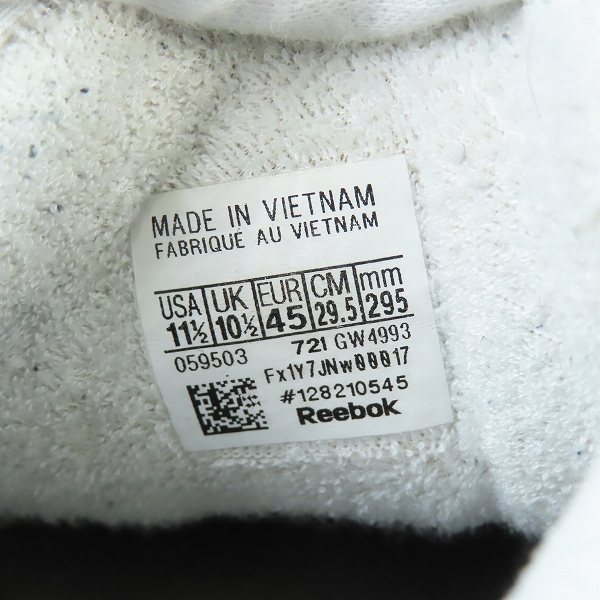 MADE IN VIETNAM
FABRIQUÉ AU VIETNAM
USA UK EUR CM mm
11½ 10½ 45 29.5 295
059503 721 GW4993
Fx1Y7JNw00017
#128210545
Reebok